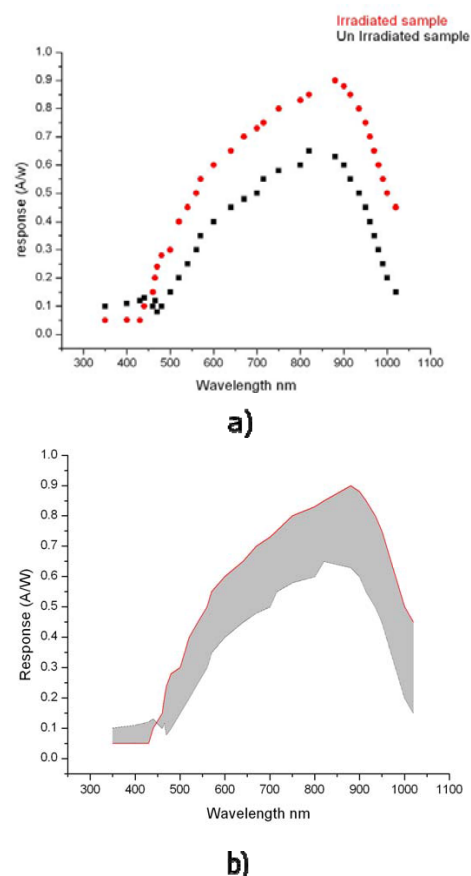 Irradiated sample
Un Irradiated sample
1.0
0.9
0.8
0.7
0.6
0.5
0.4
0.3
0.2
0.1
0.0
response (A/w)
300 400 500 600 700 800 900 1000 1100
Wavelength nm
a)
1.0
0.9
0.8
0.7
0.6
0.5
0.4
0.3
0.2
0.1
0.0
Response (A/W)
300 400 500 600 700 800 900 1000 1100
Wavelength nm
b)